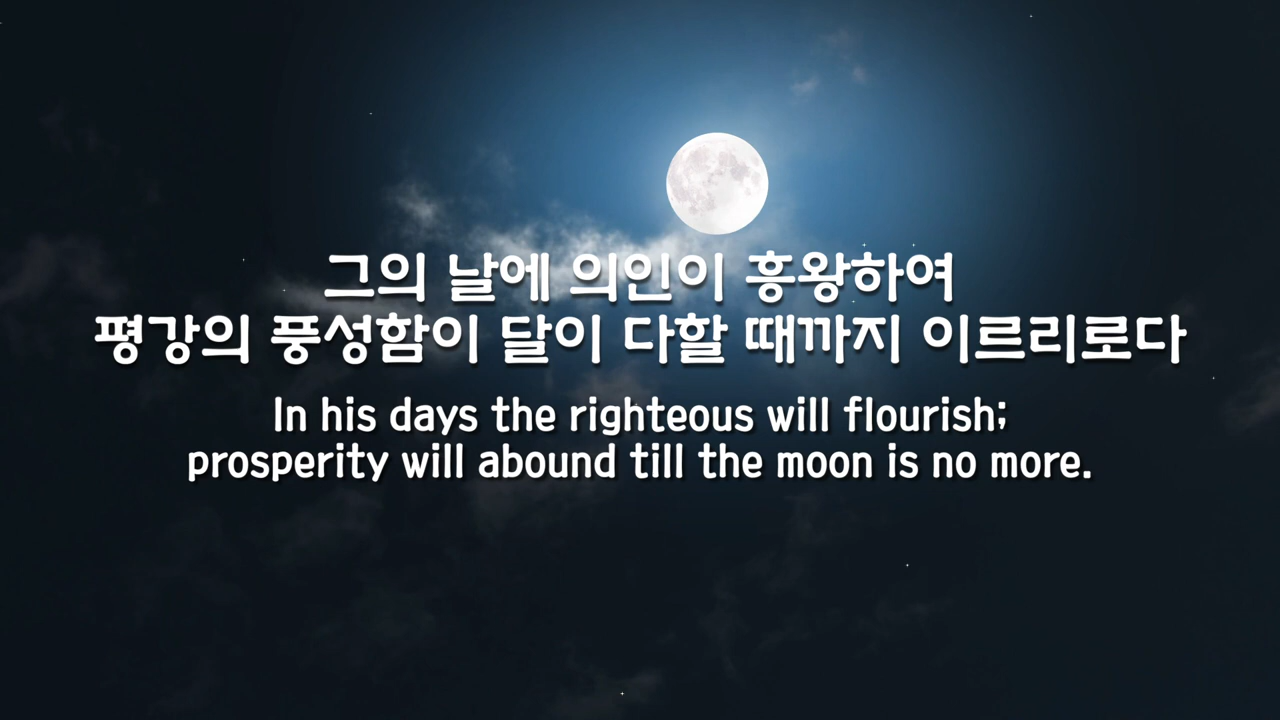 그의 날에 의인이 흥왕하여
평강의 풍성함이 달이 다할 때까지 이르리로다
In his days the righteous will flourish;
prosperity will abound till the moon is no more.